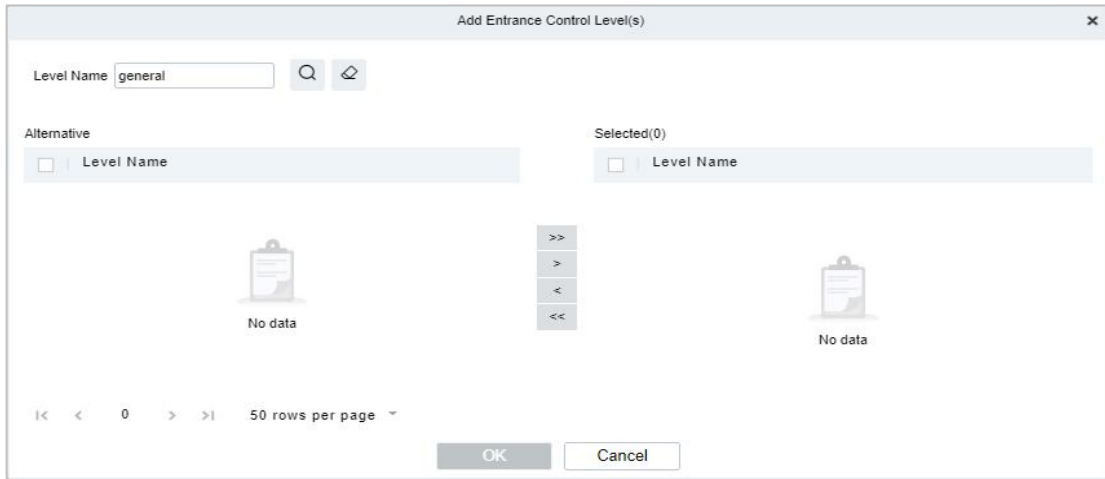 Add Entrance Control Level(s)
Level Name general
Alternative
Selected(0)
Level Name
Level Name
>>
>
<
<<
No data
No data
|< < 0 > >| 50 rows per page
OK Cancel